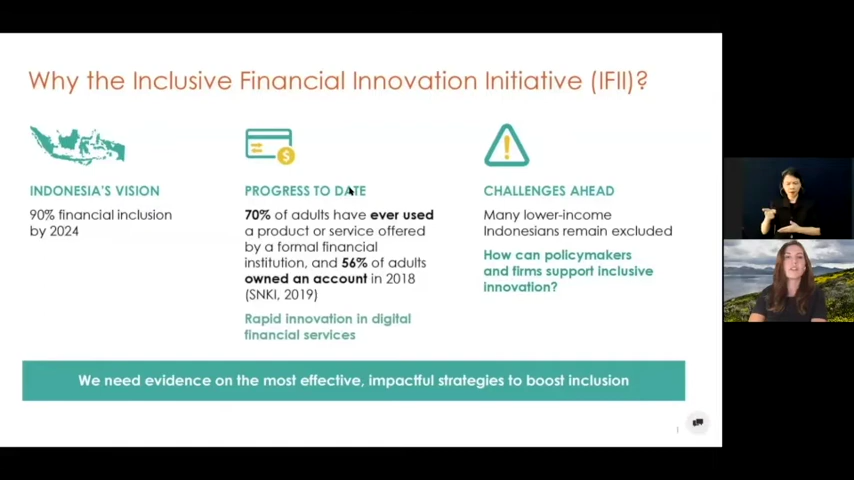 Why the Inclusive Financial Innovation Initiative (IFII)?
INDONESIA'S VISION
90% financial inclusion
by 2024
PROGRESS TO DATE
70% of adults have ever used
a product or service offered
by a formal financial
institution, and 56% of adults
owned an account in 2018
(SNKI, 2019)
Rapid innovation in digital
financial services
CHALLENGES AHEAD
Many lower-income
Indonesians remain excluded
How can policymakers
and firms support inclusive
innovation?
We need evidence on the most effective, impactful strategies to boost inclusion
1